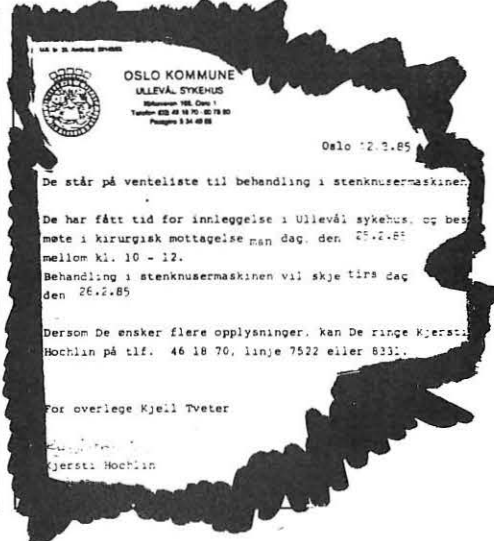 OSLO KOMMUNE
ULLEVÅL SYKEHUS
Oslo 12.2.85
De står på venteliste til behandling i stenknusermaskinen
De har fått tid for innleggelse i Ullevål sykehus, og bes
møte i kirurgisk mottagelse man dag, den 25.2.85
mellom kl. 10 - 12.
Behandling i stenknusermaskinen vil skje tirs dag
den 26.2.85
Dersom De ønsker flere opplysninger, kan De ringe Kjersti
Hochlin på tlf. 46 18 70, linje 7522 eller 8331.
For overlege Kjell Tveter
Kjersti Hochlin